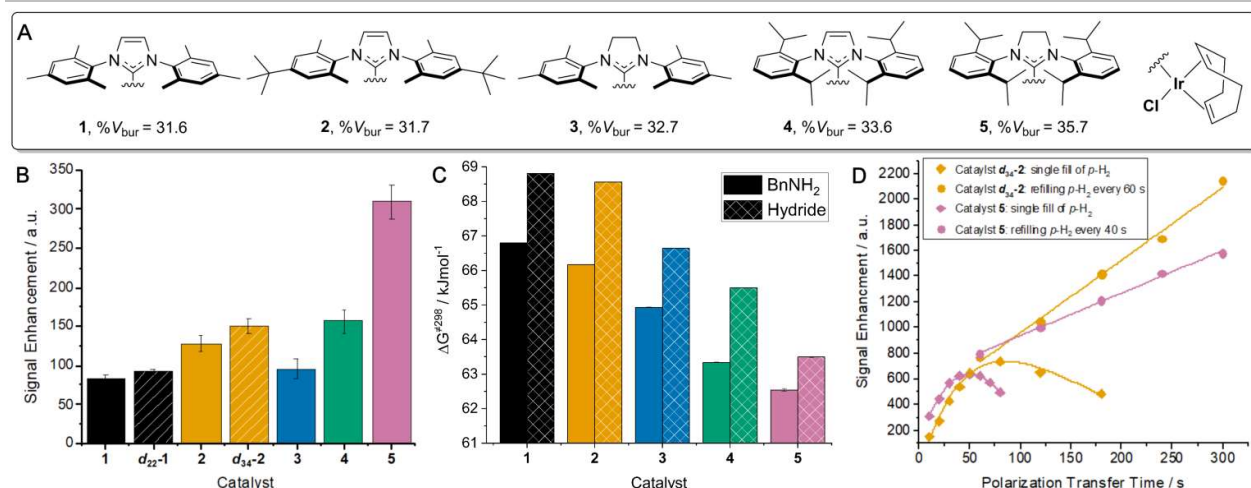 A
N N
N N
N N
N N
N N
Ir
Cl
1, %Vbur = 31.6
2, %Vbur = 31.7
3, %Vbur = 32.7
4, %Vbur = 33.6
5, %Vbur = 35.7
B
Signal Enhancement / a.u.
350
300
250
200
150
100
50
0
1 d22-1 2 d34-2 3 4 5
Catalyst
C
ΔG≠298 / kJmol-1
69
68
67
66
65
64
63
62
61
BnNH2
Hydride
1 2 3 4 5
Catalyst
D
Signal Enhancment / a.u.
2200
2000
1800
1600
1400
1200
1000
800
600
400
200
Cataylst d34-2: single fill of p-H2
Catalyst d34-2: refilling p-H2 every 60 s
Catalyst 5: single fill of p-H2
Catalyst 5: refilling p-H2 every 40 s
0 50 100 150 200 250 300
Polarization Transfer Time / s